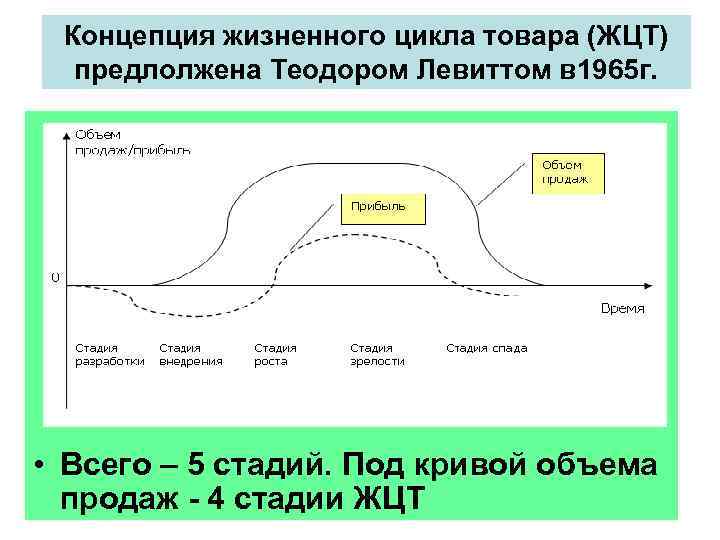 Концепция жизненного цикла товара (ЖЦТ)
предлолжена Теодором Левиттом в1965г.
Объем
продаж/прибыль
Объем
продаж
Прибыль
0
Время
Стадия
разработки
Стадия
внедрения
Стадия
роста
Стадия
зрелости
Стадия спада
• Всего – 5 стадий. Под кривой объема
продаж - 4 стадии ЖЦТ